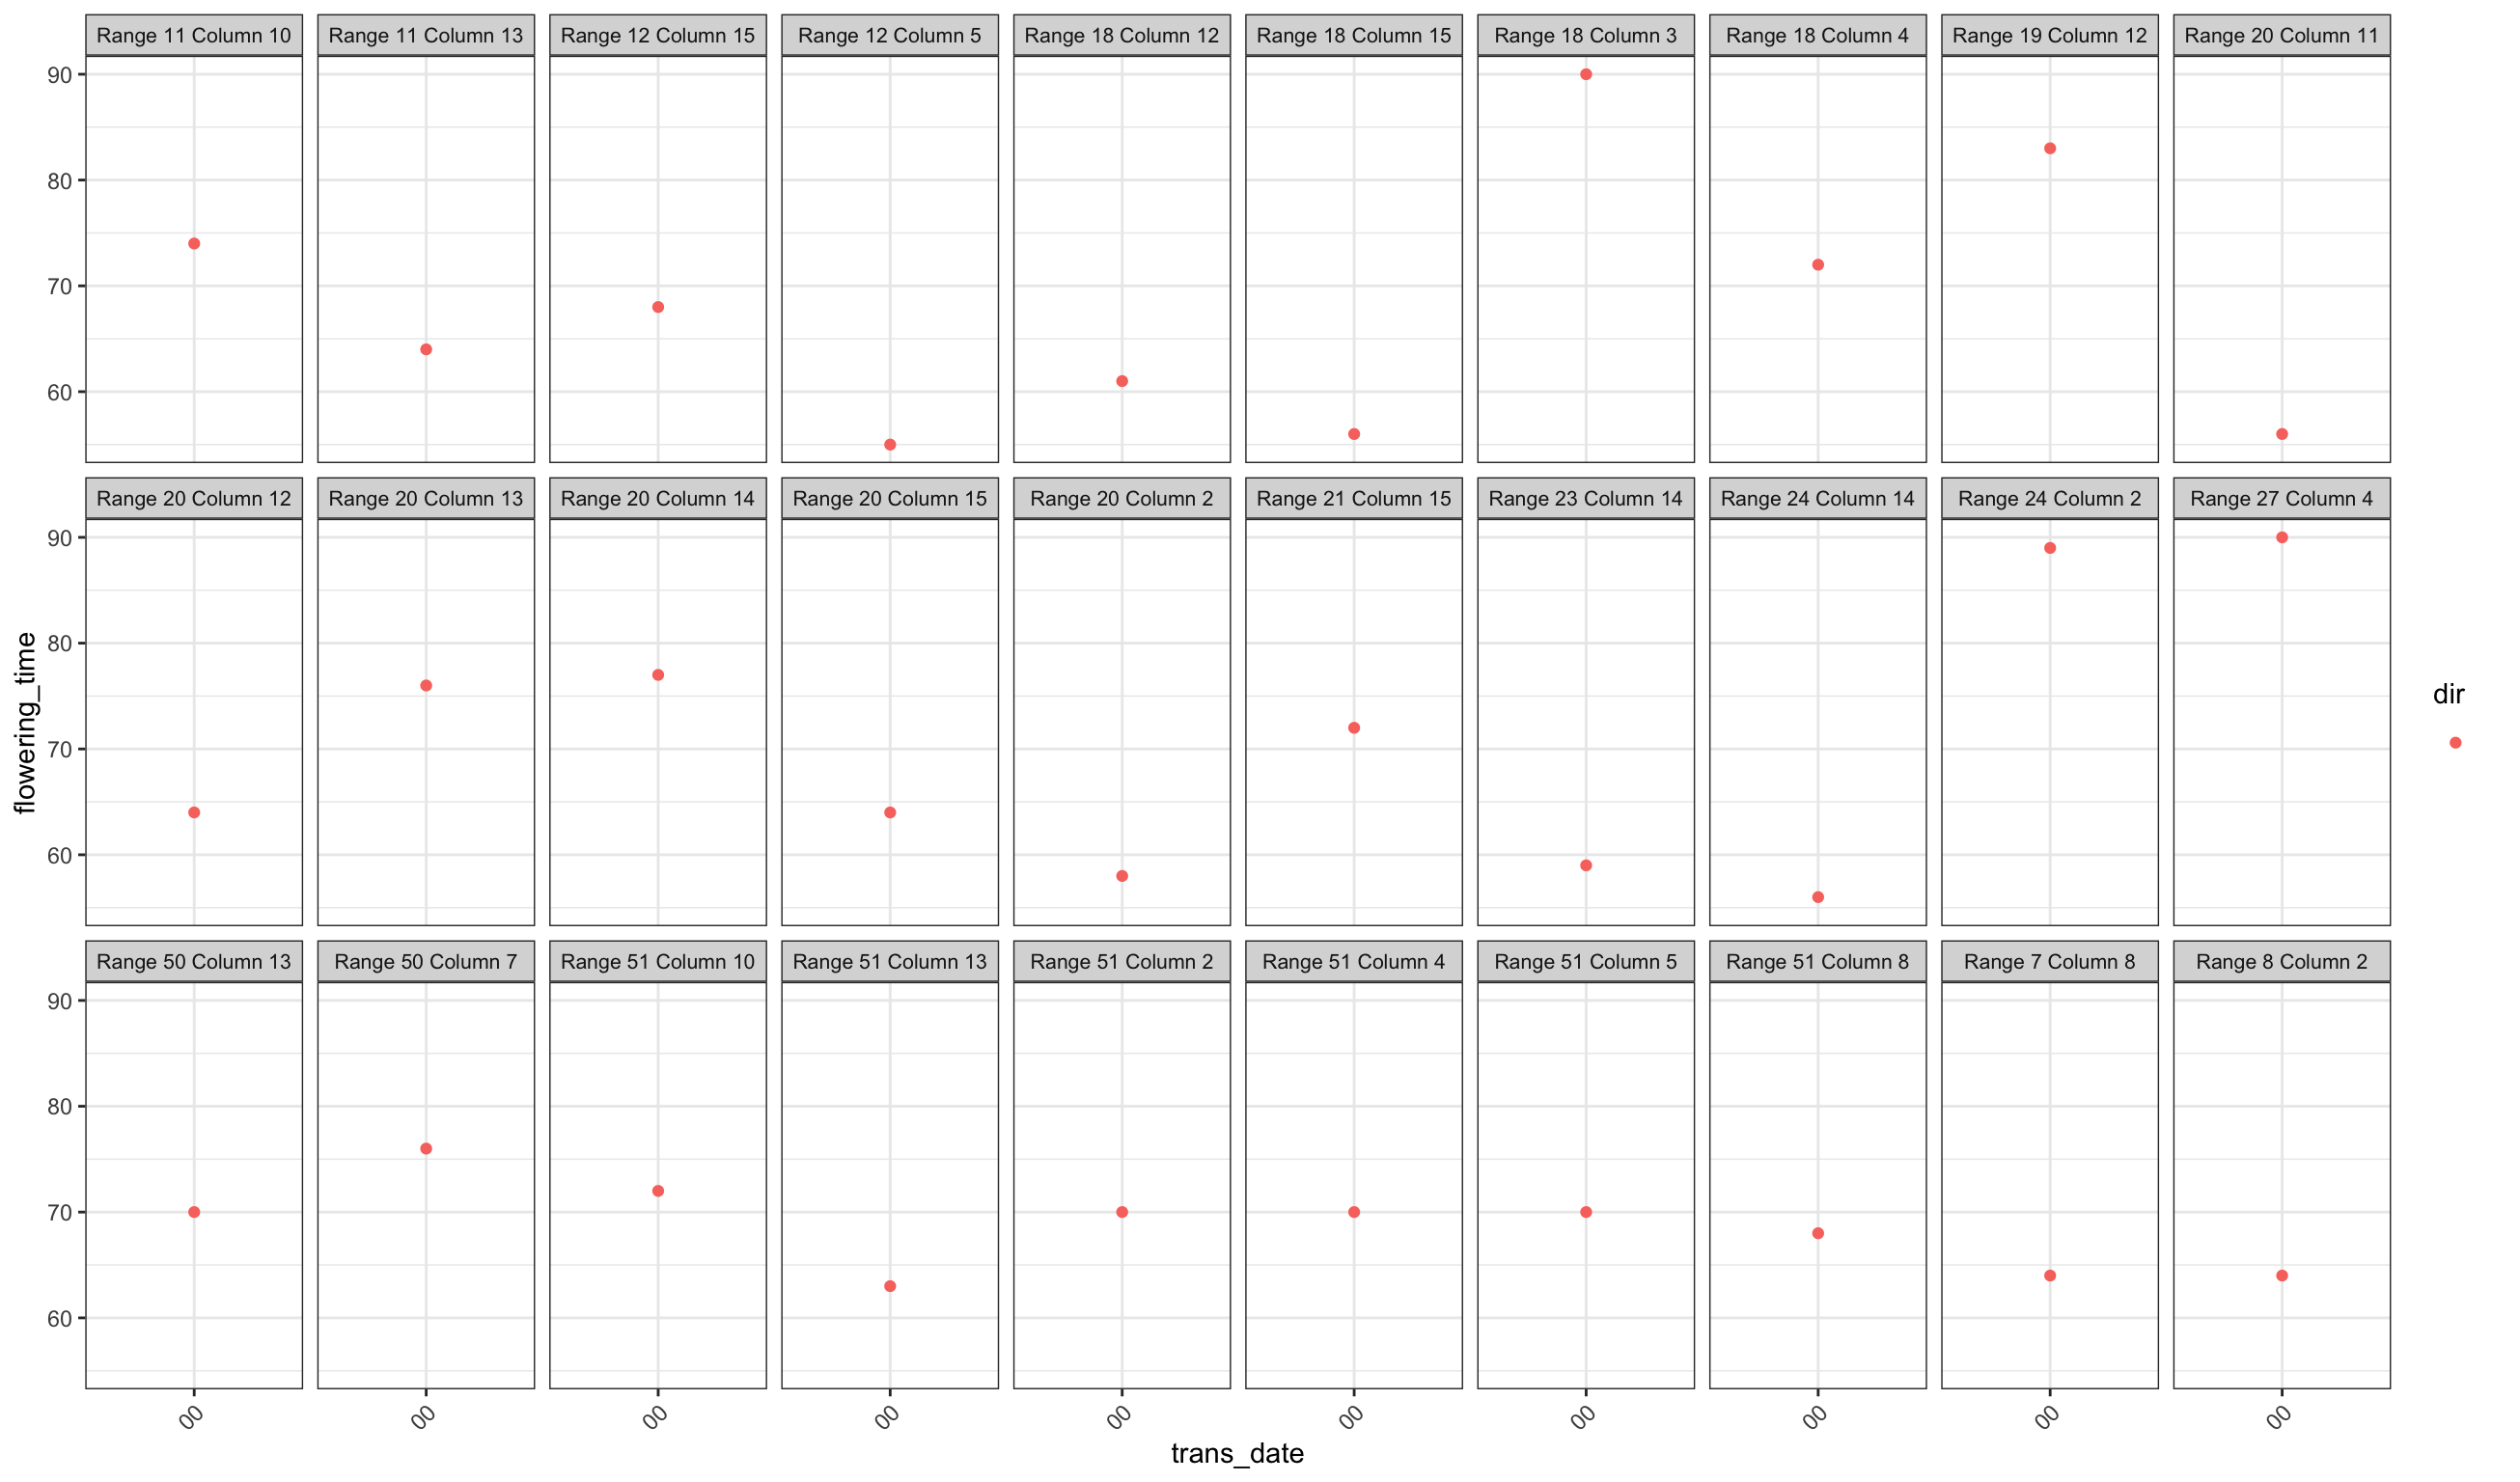 Range 11 Column 10 Range 11 Column 13 Range 12 Column 15 Range 12 Column 5 Range 18 Column 12 Range 18 Column 15 Range 18 Column 3 Range 18 Column 4 Range 19 Column 12 Range 20 Column 11
90
80
70
60
Range 20 Column 12 Range 20 Column 13 Range 20 Column 14 Range 20 Column 15 Range 20 Column 2 Range 21 Column 15 Range 23 Column 14 Range 24 Column 14 Range 24 Column 2 Range 27 Column 4
90
80
70
60
flowering_time
dir
Range 50 Column 13 Range 50 Column 7 Range 51 Column 10 Range 51 Column 13 Range 51 Column 2 Range 51 Column 4 Range 51 Column 5 Range 51 Column 8 Range 7 Column 8 Range 8 Column 2
90
80
70
60
00 00 00 00 00 00 00 00 00 00
trans_date